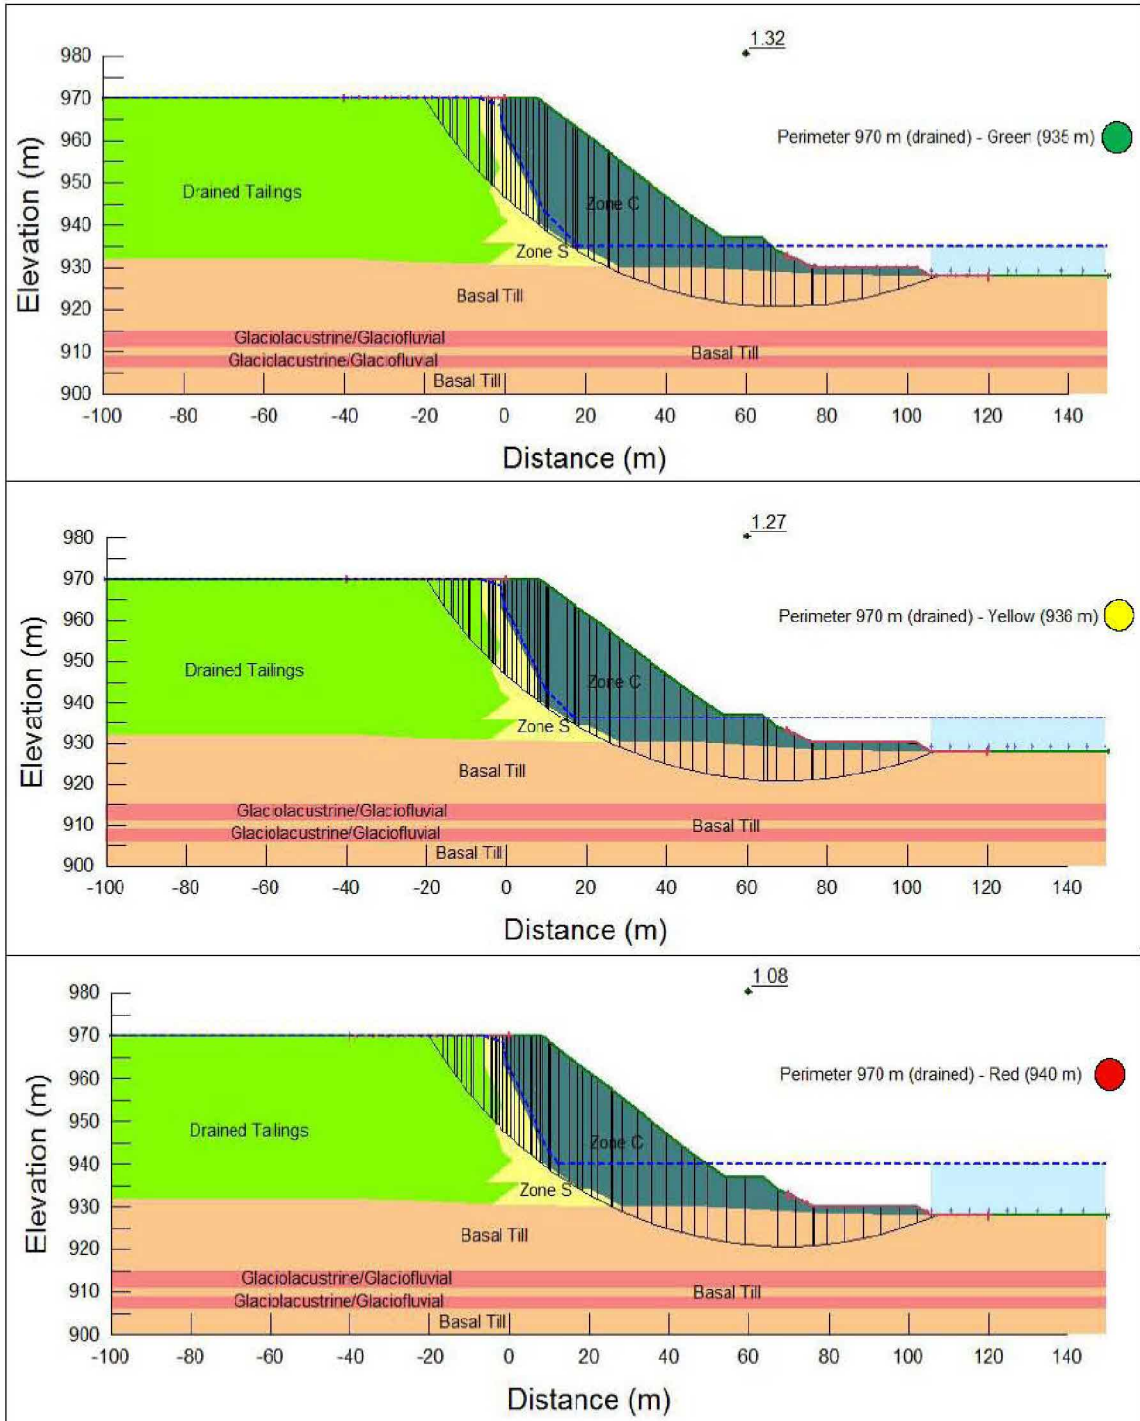 1.32
980
970
960
950
940
930
920
910
900
Elevation (m)
Perimeter 970 m (drained) - Green (935 m)
Drained Tailings
Zone C
Zone S
Basal Till
Glaciolacustrine/Glaciofluvial
Basal Till
Glaciolacustrine/Glaciofluvial
Basal Till
-100 -80 -60 -40 -20 0 20 40 60 80 100 120 140
Distance (m)
1.27
980
970
960
950
940
930
920
910
900
Elevation (m)
Perimeter 970 m (drained) - Yellow (936 m)
Drained Tailings
Zone C
Zone S
Basal Till
Glaciolacustrine/Glaciofluvial
Basal Till
Glaciolacustrine/Glaciofluvial
Basal Till
-100 -80 -60 -40 -20 0 20 40 60 80 100 120 140
Distance (m)
1.08
980
970
960
950
940
930
920
910
900
Elevation (m)
Perimeter 970 m (drained) - Red (940 m)
Drained Tailings
Zone C
Zone S
Basal Till
Glaciolacustrine/Glaciofluvial
Basal Till
Glaciolacustrine/Glaciofluvial
Basal Till
-100 -80 -60 -40 -20 0 20 40 60 80 100 120 140
Distance (m)